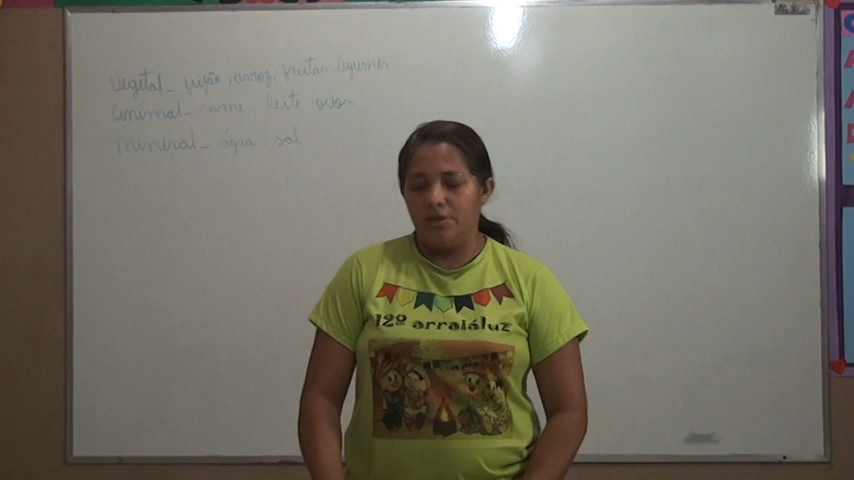 Vegetal - feijão, arroz, frutas legumes
Animal - carne leite ovos
mineral - água sal
12º arraiáluz